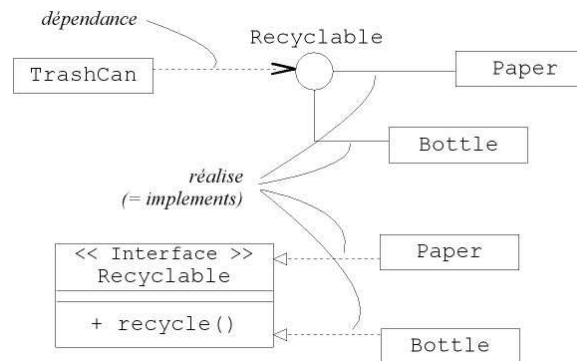 dépendance
Recyclable
TrashCan
Paper
Bottle
réalise
(= implements)
<< Interface >>
Recyclable
Paper
+ recycle()
Bottle